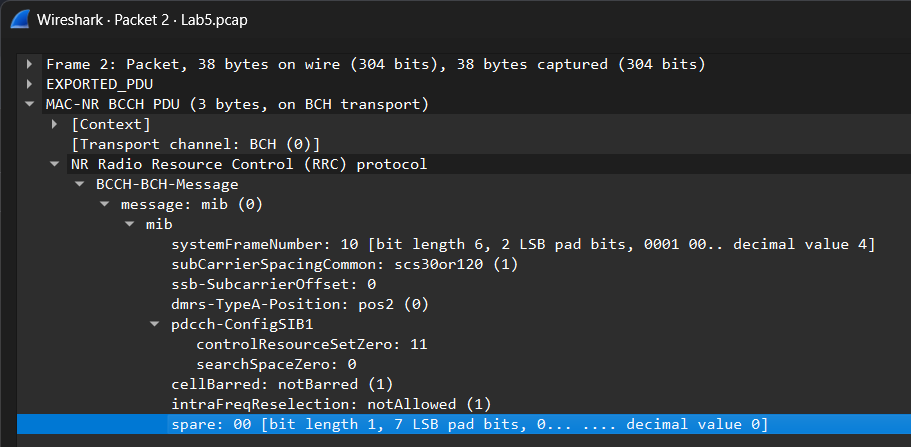 Wireshark · Packet 2 · Lab5.pcap
Frame 2: Packet, 38 bytes on wire (304 bits), 38 bytes captured (304 bits)
EXPORTED_PDU
MAC-NR BCCH PDU (3 bytes, on BCH transport)
[Context]
[Transport channel: BCH (0)]
NR Radio Resource Control (RRC) protocol
BCCH-BCH-Message
message: mib (0)
mib
systemFrameNumber: 10 [bit length 6, 2 LSB pad bits, 0001 00.. decimal value 4]
subCarrierSpacingCommon: scs30or120 (1)
ssb-SubcarrierOffset: 0
dmrs-TypeA-Position: pos2 (0)
pdcch-ConfigSIB1
controlResourceSetZero: 11
searchSpaceZero: 0
cellBarred: notBarred (1)
intraFreqReselection: notAllowed (1)
spare: 00 [bit length 1, 7 LSB pad bits, 0... .... decimal value 0]